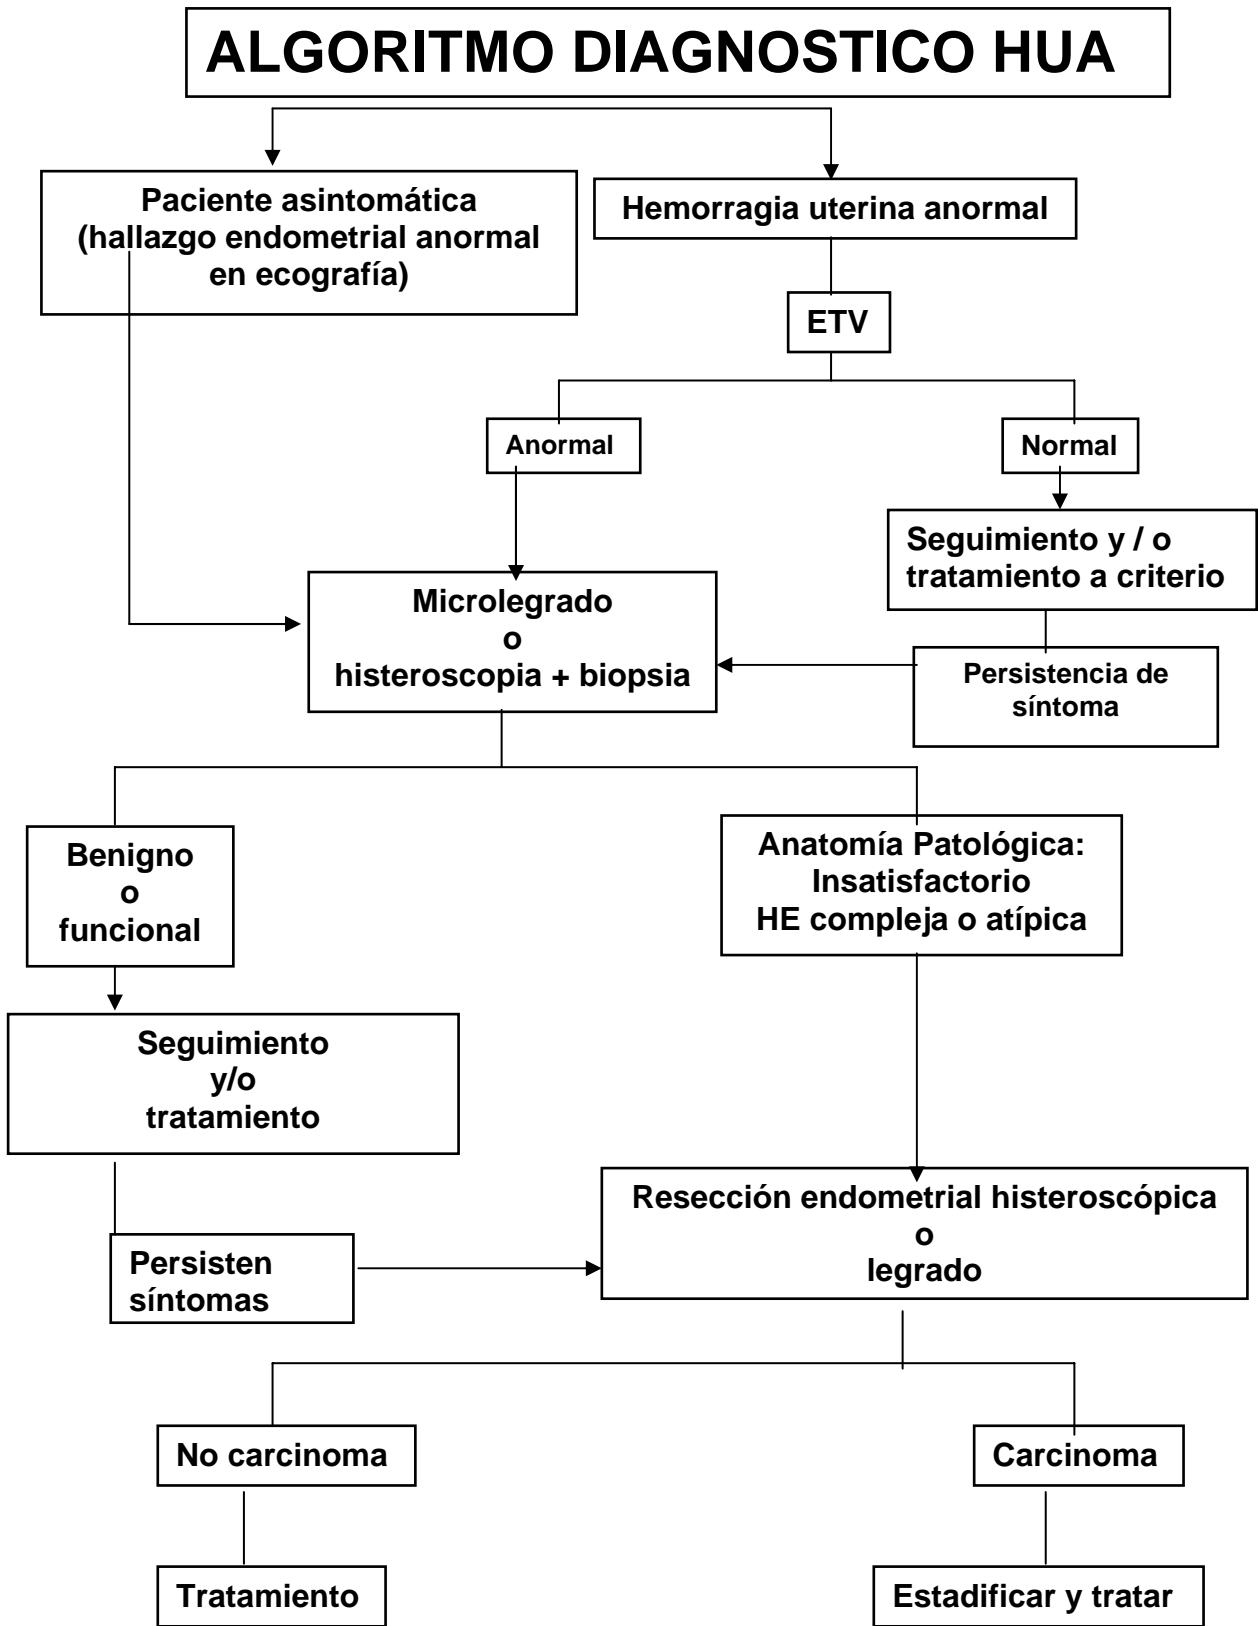 ALGORITMO DIAGNOSTICO HUA
Paciente asintomática
(hallazgo endometrial anormal
en ecografía)
Hemorragia uterina anormal
ETV
Anormal
Normal
Seguimiento y / o
tratamiento a criterio
Microlegrado
o
histeroscopia + biopsia
Persistencia de
síntoma
Benigno
o
funcional
Anatomía Patológica:
Insatisfactorio
HE compleja o atípica
Seguimiento
y/o
tratamiento
Resección endometrial histeroscópica
o
legrado
Persisten
síntomas
No carcinoma
Carcinoma
Tratamiento
Estadificar y tratar